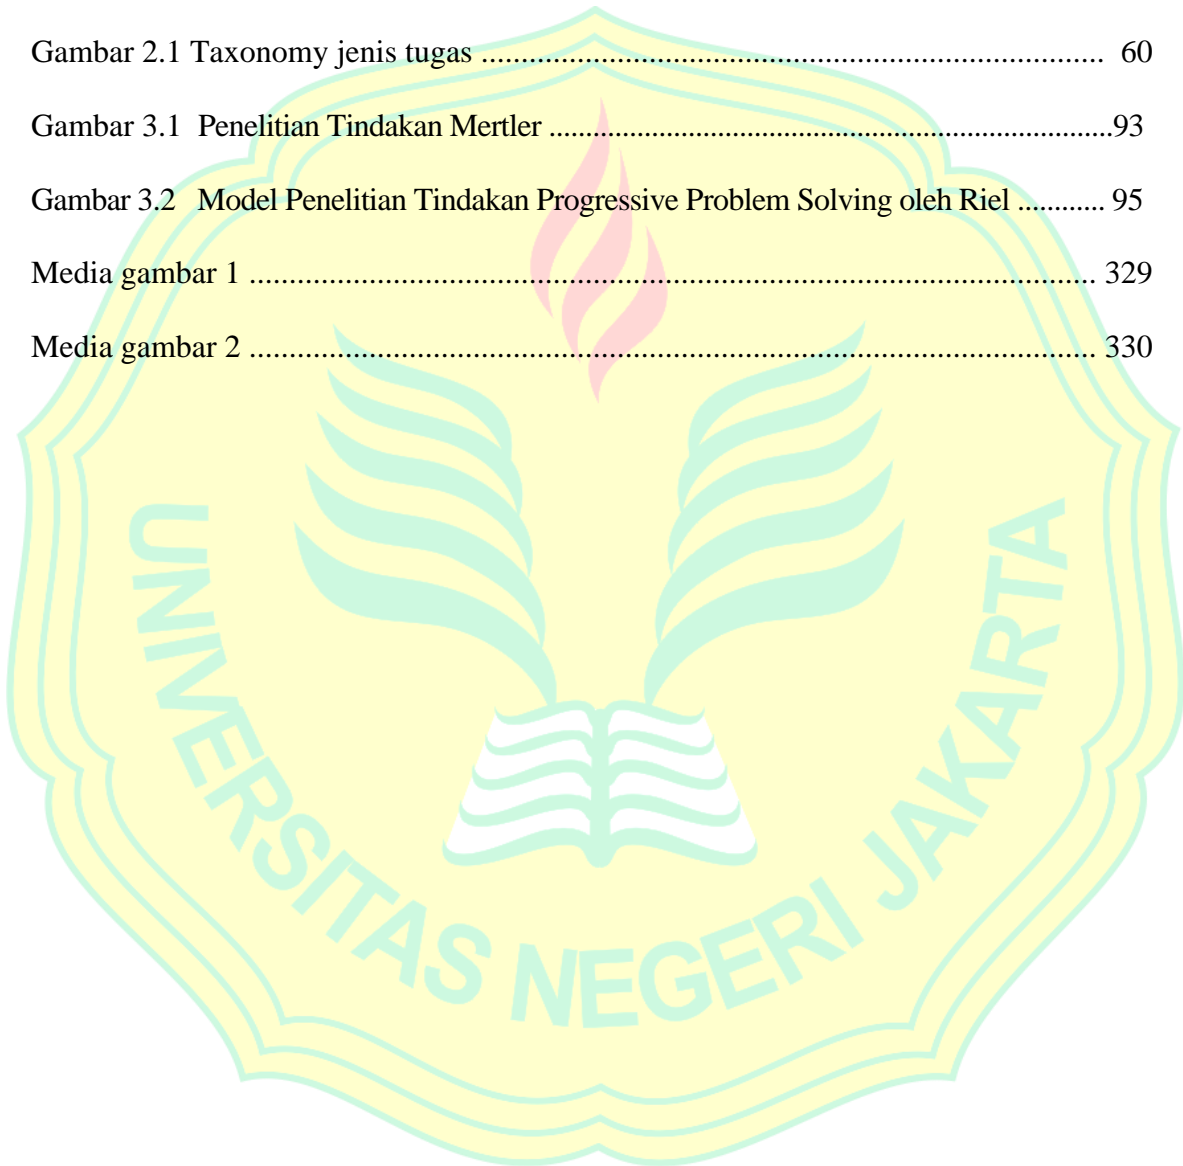 Gambar 2.1 Taxonomy jenis tugas .............................................................................. 60
Gambar 3.1 Penelitian Tindakan Mertler .......................................................................93
Gambar 3.2 Model Penelitian Tindakan Progressive Problem Solving oleh Riel ........... 95
Media gambar 1 ......................................................................................................... 329
Media gambar 2 ......................................................................................................... 330
UNIVERSITAS NEGERI JAKARTA